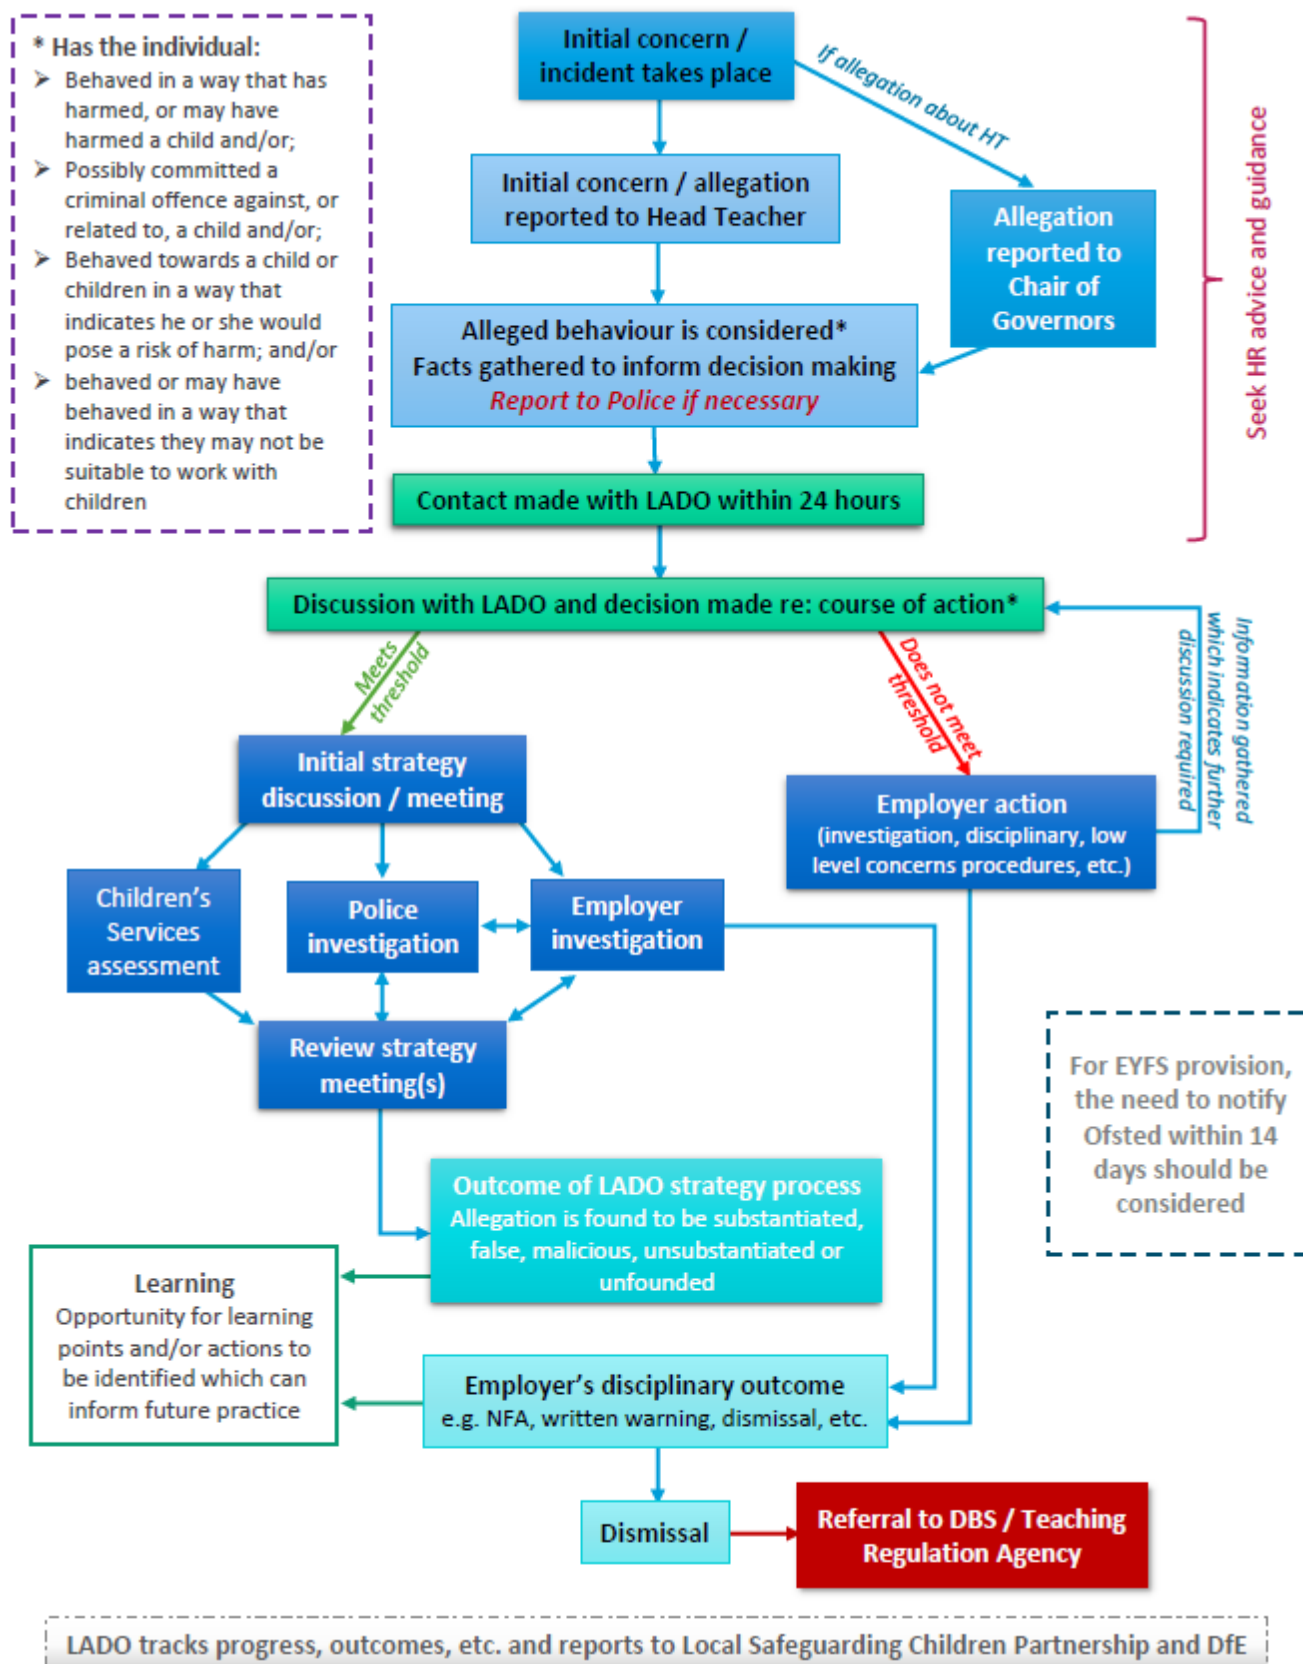 * Has the individual:
➢ Behaved in a way that has
harmed, or may have
harmed a child and/or;
➢ Possibly committed a
criminal offence against, or
related to, a child and/or;
➢ Behaved towards a child or
children in a way that
indicates he or she would
pose a risk of harm; and/or
➢ behaved or may have
behaved in a way that
indicates they may not be
suitable to work with
children
Initial concern /
incident takes place
If allegation about HT
Initial concern / allegation
reported to Head Teacher
Allegation
reported to
Chair of
Governors
Seek HR advice and guidance
Alleged behaviour is considered*
Facts gathered to inform decision making
Report to Police if necessary
Contact made with LADO within 24 hours
Discussion with LADO and decision made re: course of action*
Meets
threshold
Does not meet
threshold
Information gathered
which indicates further
discussion required
Initial strategy
discussion / meeting
Employer action
(investigation, disciplinary, low
level concerns procedures, etc.)
Children's
Services
assessment
Police
investigation
Employer
investigation
Review strategy
meeting(s)
For EYFS provision,
the need to notify
Ofsted within 14
days should be
considered
Outcome of LADO strategy process
Allegation is found to be substantiated,
false, malicious, unsubstantiated or
unfounded
Learning
Opportunity for learning
points and/or actions to
be identified which can
inform future practice
Employer's disciplinary outcome
e.g. NFA, written warning, dismissal, etc.
Dismissal
Referral to DBS / Teaching
Regulation Agency
LADO tracks progress, outcomes, etc. and reports to Local Safeguarding Children Partnership and DfE